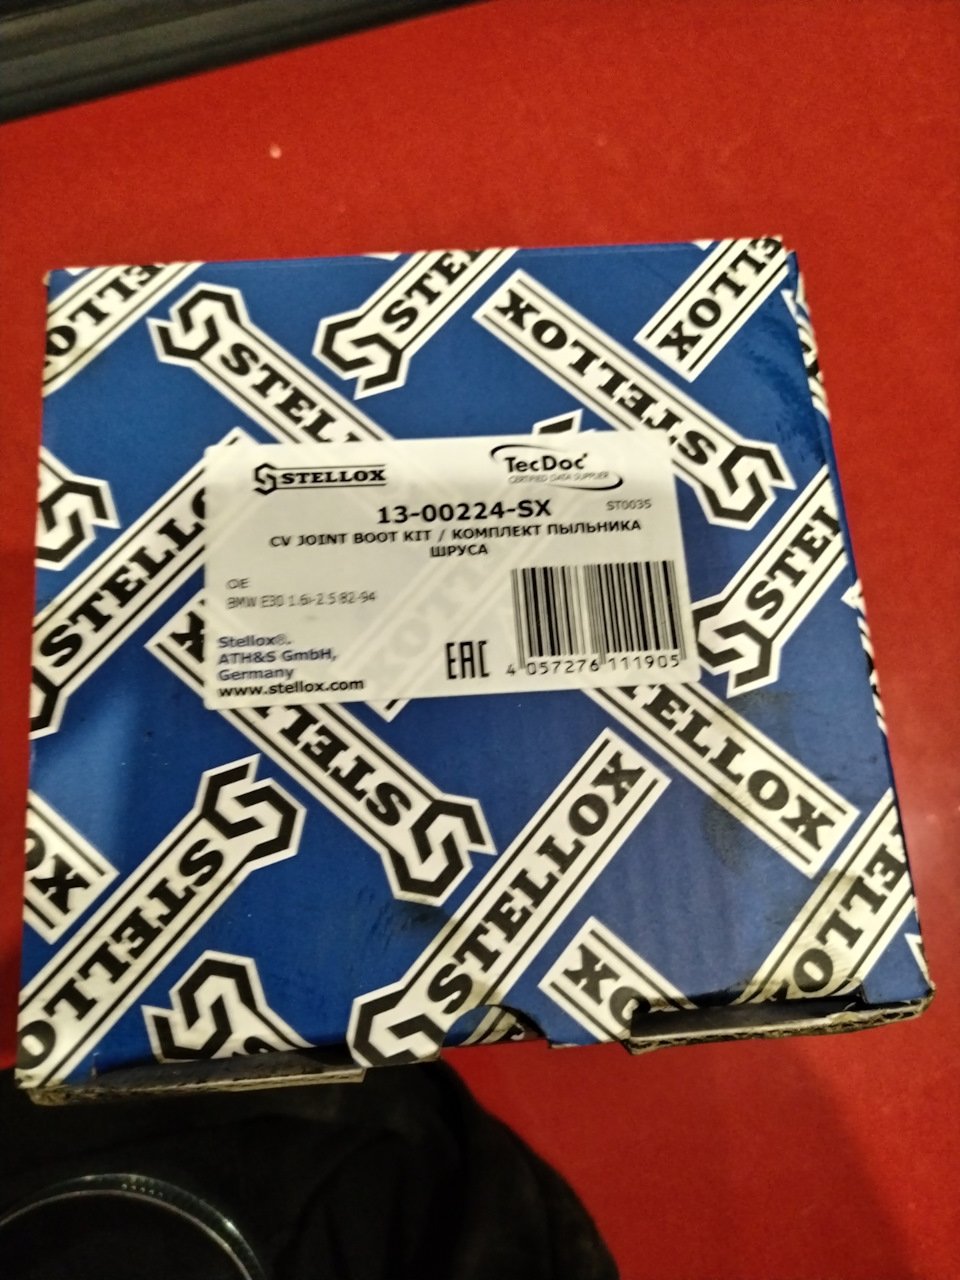 STELLOX
STELLOX
STELLOX
STELLOX
STELLOX
TecDoc
CERTIFIED DATA SUPPLIER
13-00224-SX
ST0035
CV JOINT BOOT KIT / КОМПЛЕКТ ПЫЛЬНИКА
ШРУСА
OE
BMW E30 1.6i-2.5 82-94
Stellox®.
ATH&S GmbH,
Germany
www.stellox.com
EAC
4 057276 111905
STELLOX
STELLOX
STELLOX
STELLOX